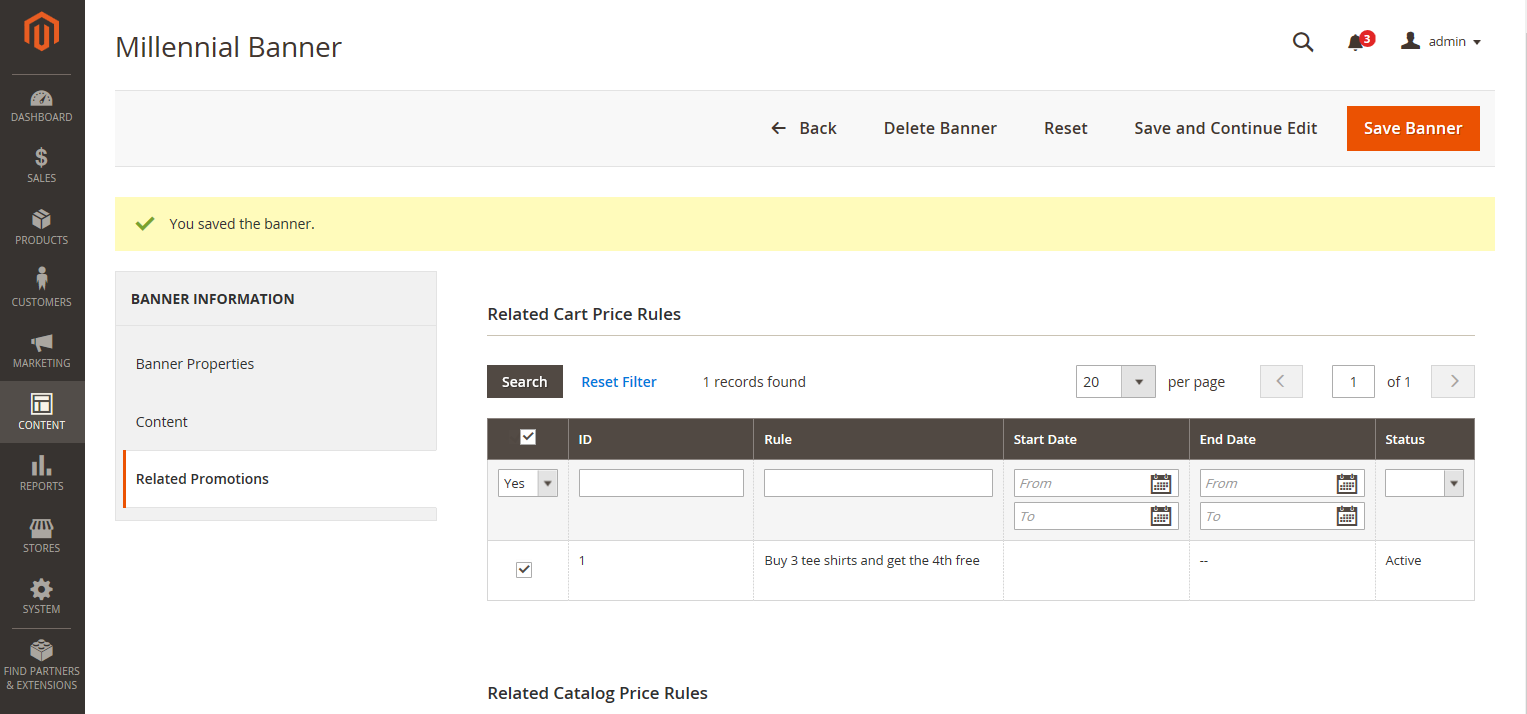 Millennial Banner
3
admin
DASHBOARD
SALES
PRODUCTS
CUSTOMERS
MARKETING
CONTENT
REPORTS
STORES
SYSTEM
FIND PARTNERS
& EXTENSIONS
Back
Delete Banner
Reset
Save and Continue Edit
Save Banner
You saved the banner.
BANNER INFORMATION
Banner Properties
Content
Related Promotions
Related Cart Price Rules
Search
Reset Filter
1 records found
20
per page
1
of 1
ID
Rule
Start Date
End Date
Status
Yes
From
From
To
To
1
Buy 3 tee shirts and get the 4th free
--
Active
Related Catalog Price Rules